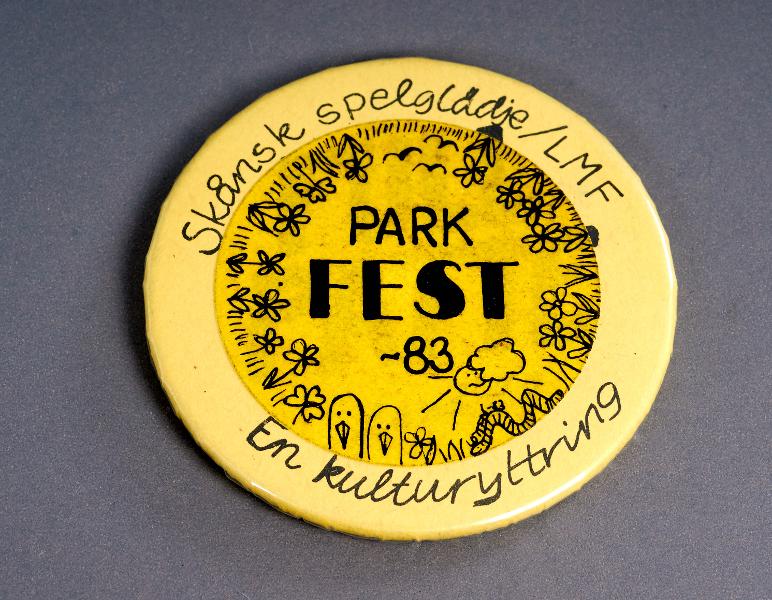 Skånsk spelglädje/LMF
PARK
FEST
~83
En kulturyttring